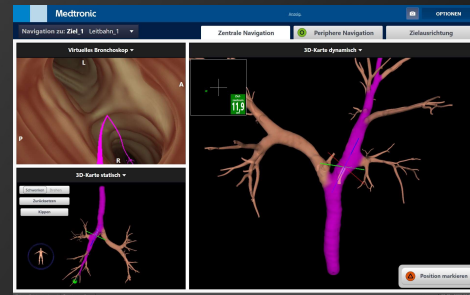 Medtronic
OPTIONEN
Navigation zu: Ziel_1 Leitbahn_1
Zentrale Navigation
Periphere Navigation
Zielausrichtung
Virtuelles Bronchoskop
3D-Karte dynamisch
L
A
P
R
11,9
3D-Karte statisch
Schwenken
Zurücksetzen
Kippen
Position markieren